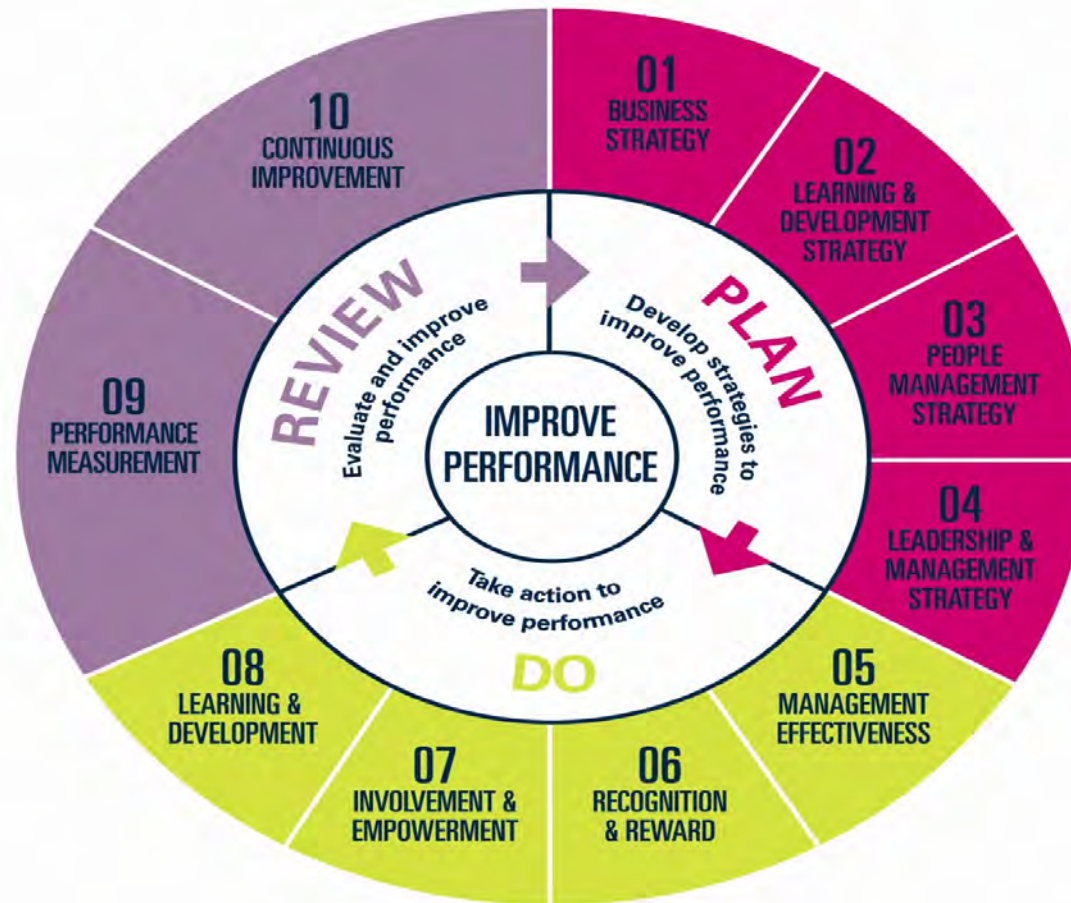 IMPROVE
PERFORMANCE
PLAN
Develop strategies to
improve performance
DO
Take action to
improve performance
REVIEW
Evaluate and improve
performance
01
BUSINESS
STRATEGY
02
LEARNING &
DEVELOPMENT
STRATEGY
03
PEOPLE
MANAGEMENT
STRATEGY
04
LEADERSHIP &
MANAGEMENT
STRATEGY
05
MANAGEMENT
EFFECTIVENESS
06
RECOGNITION
& REWARD
07
INVOLVEMENT &
EMPOWERMENT
08
LEARNING &
DEVELOPMENT
09
PERFORMANCE
MEASUREMENT
10
CONTINUOUS
IMPROVEMENT